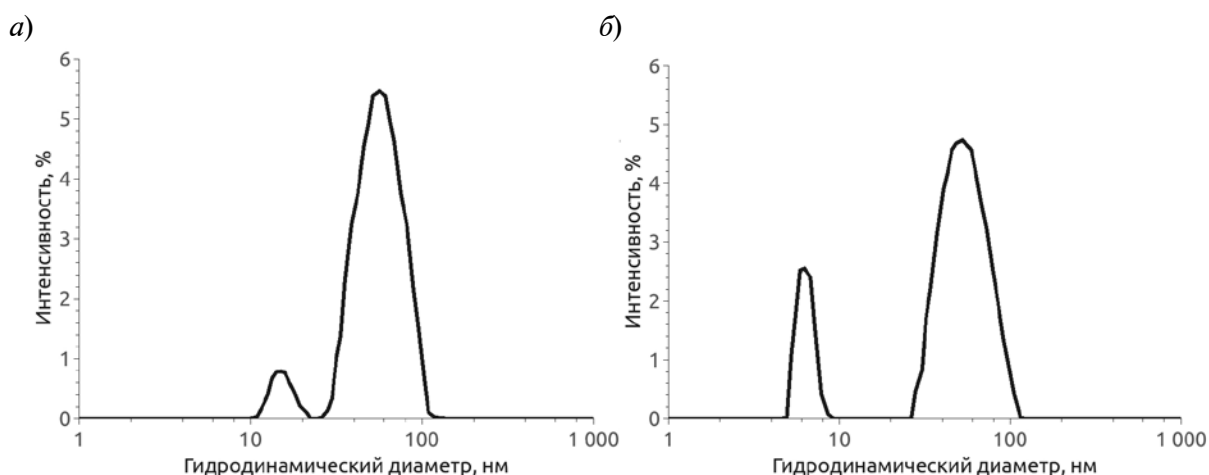 а)
6
5
4
3
2
1
0
Интенсивность, %
1 10 100 1 000
Гидродинамический диаметр, нм
б)
6
5
4
3
2
1
0
Интенсивность, %
1 10 100 1 000
Гидродинамический диаметр, нм